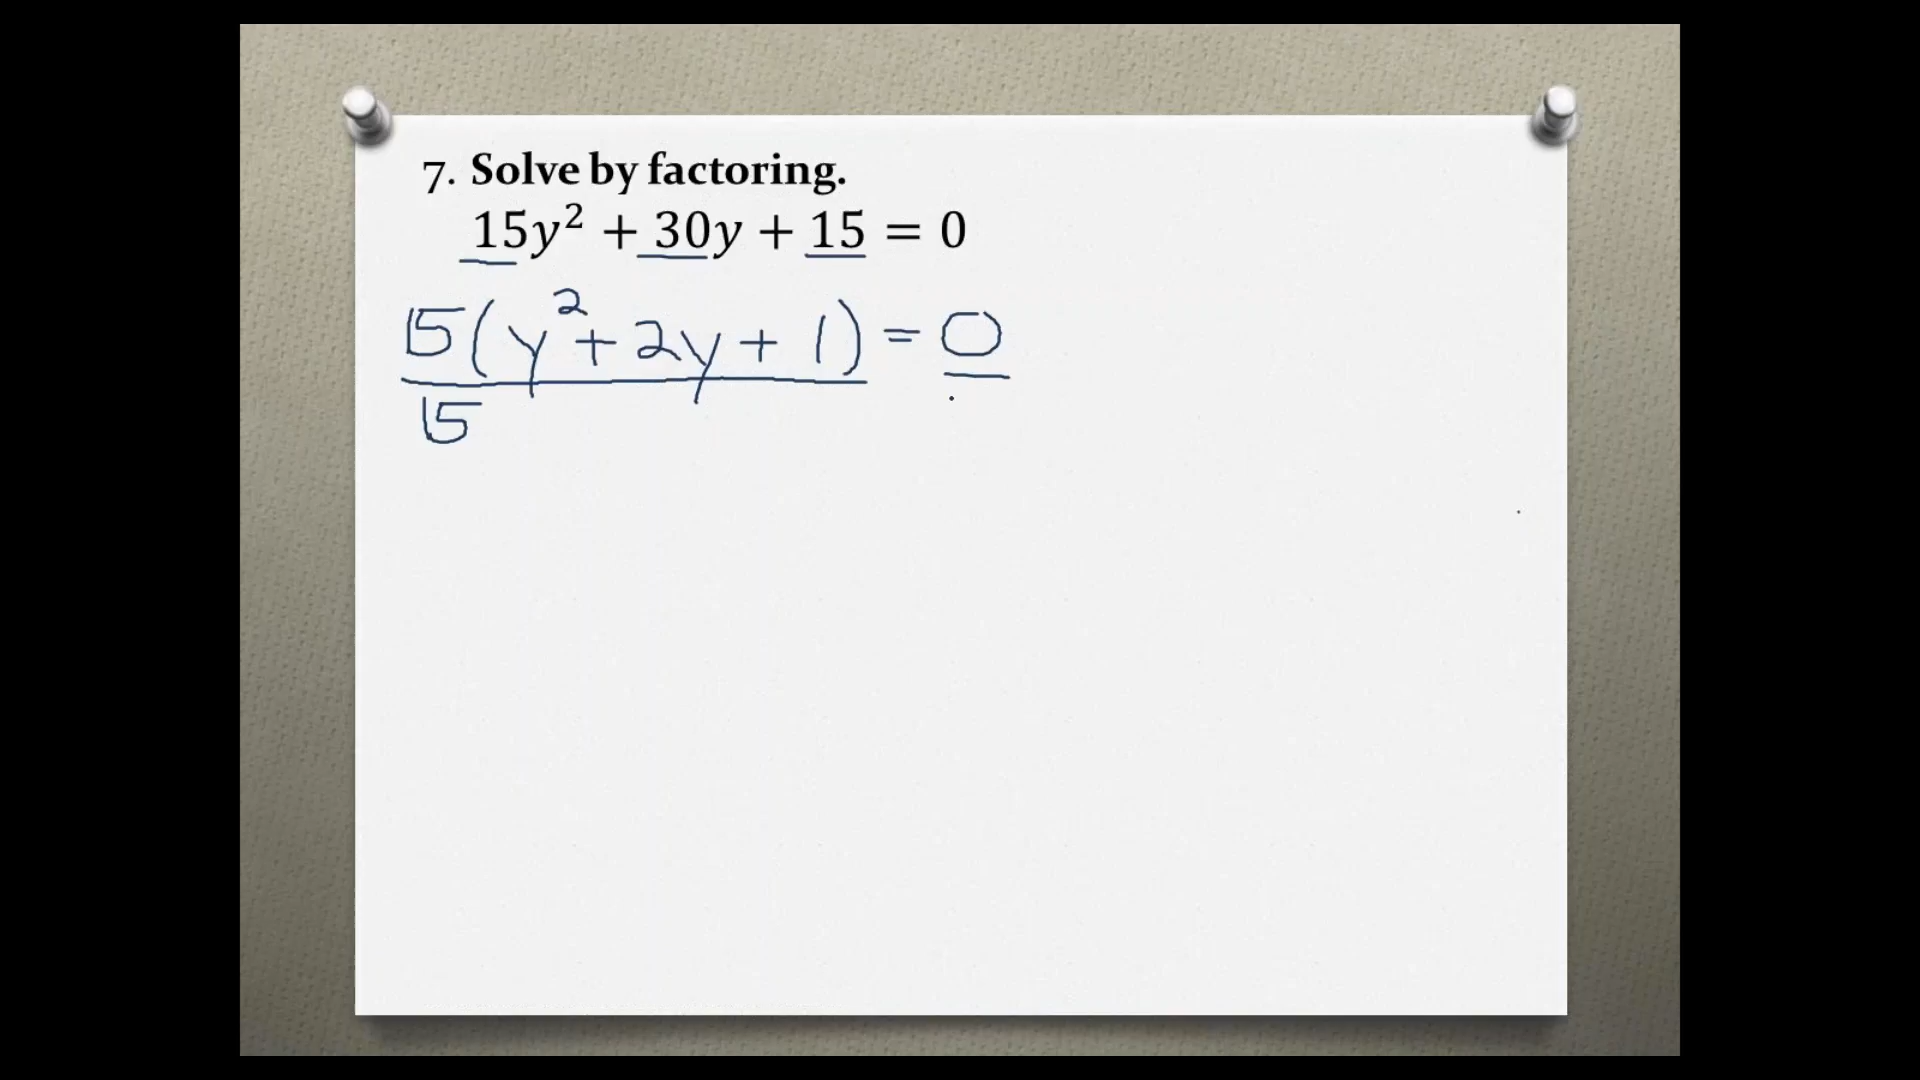 7. Solve by factoring.
15y² + 30y + 15 = 0
15(y² + 2y + 1) = 0
15